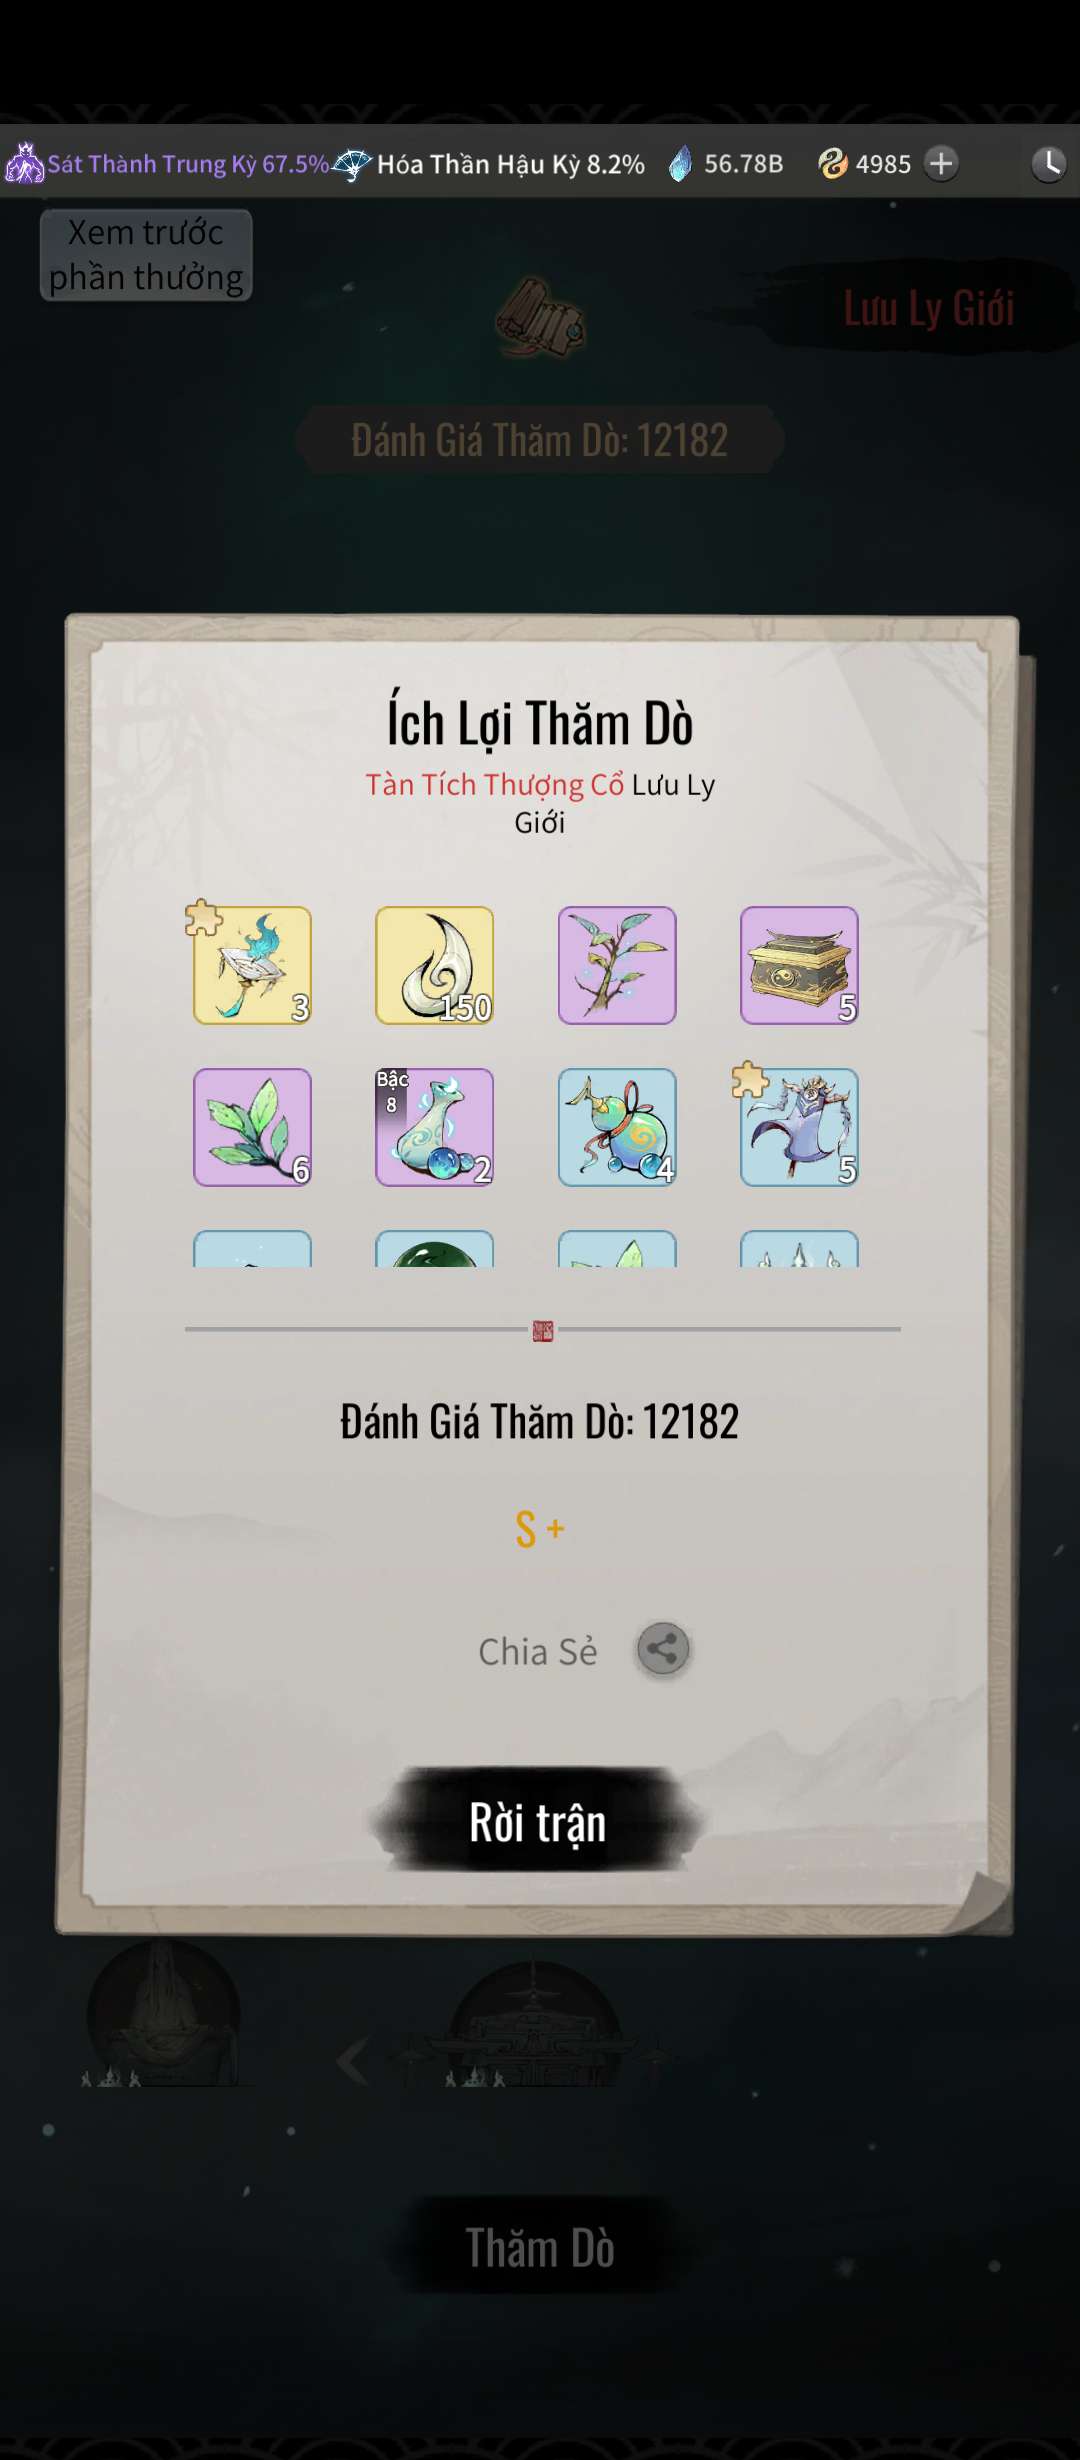 Sát Thành Trung Kỳ 67.5% Hóa Thần Hậu Kỳ 8.2% 56.78B 4985
Xem trước
phần thưởng
Lưu Ly Giới
Đánh Giá Thăm Dò: 12182
Ích Lợi Thăm Dò
Tàn Tích Thượng Cổ Lưu Ly
Giới
3 150 5
Bậc
8
6 2 4 5
Đánh Giá Thăm Dò: 12182
S +
Chia Sẻ
Rời trận
Thăm Dò